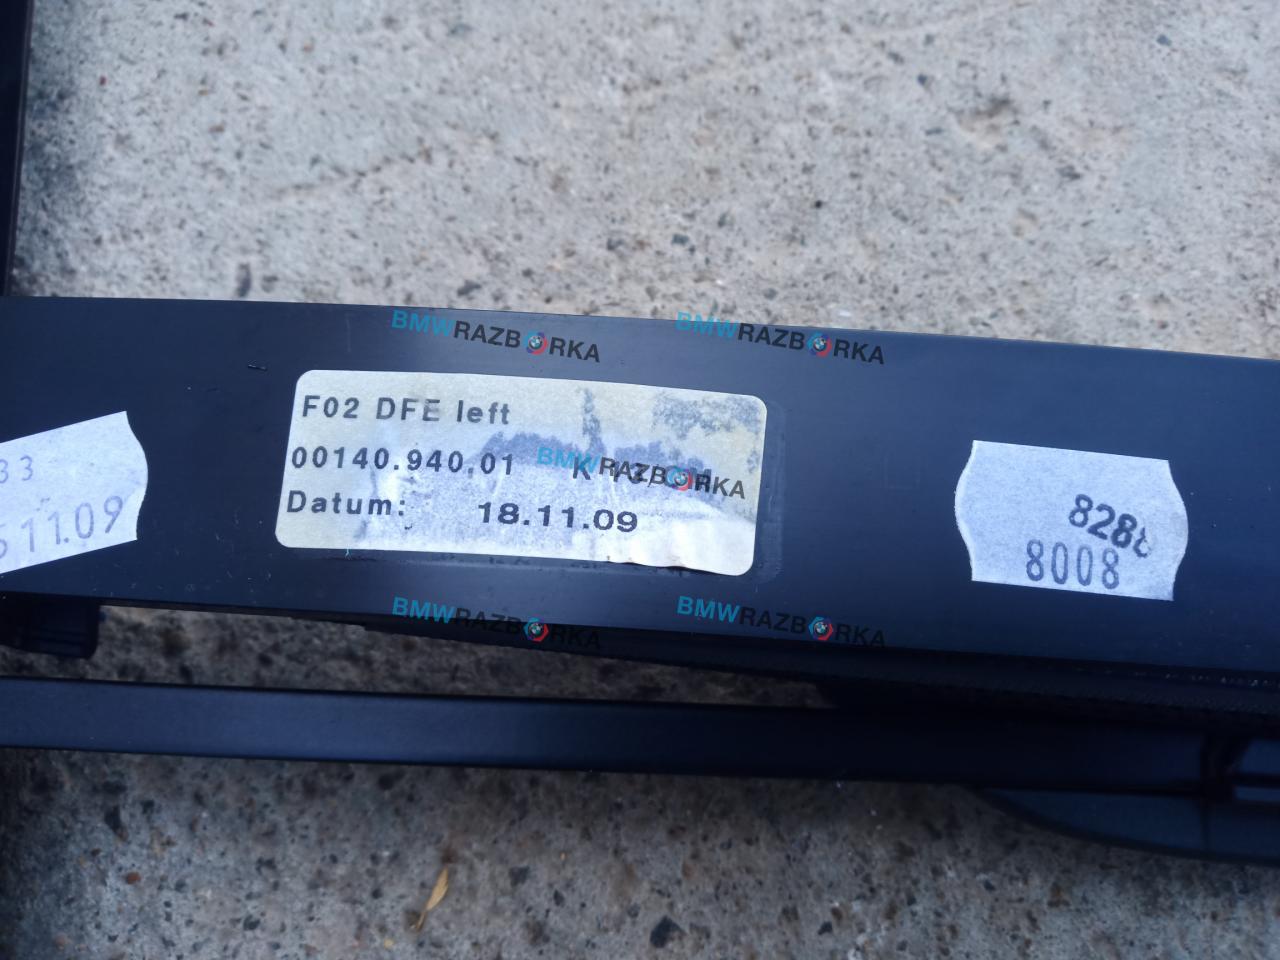 BMWRAZBORKA
BMWRAZBORKA
F02 DFE left
00140.940.01
BMWRAZBORKA
Datum: 18.11.09
33
11.09
8008
BMWRAZBORKA
BMWRAZBORKA